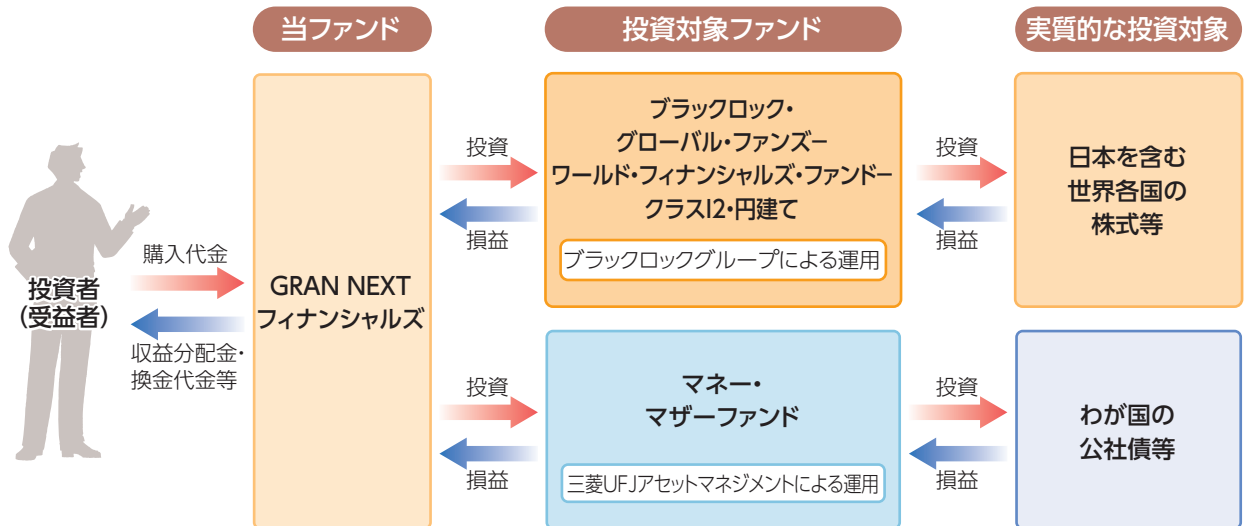 当ファンド
投資対象ファンド
実質的な投資対象
投資者
(受益者)
購入代金
収益分配金・
換金代金等
GRAN NEXT
フィナンシャルズ
投資
損益
ブラックロック・
グローバル・ファンズー
ワールド・フィナンシャルズ・ファンドー
クラスI2・円建て
ブラックロックグループによる運用
投資
損益
日本を含む
世界各国の
株式等
投資
損益
マネー・
マザーファンド
三菱UFJアセットマネジメントによる運用
投資
損益
わが国の
公社債等